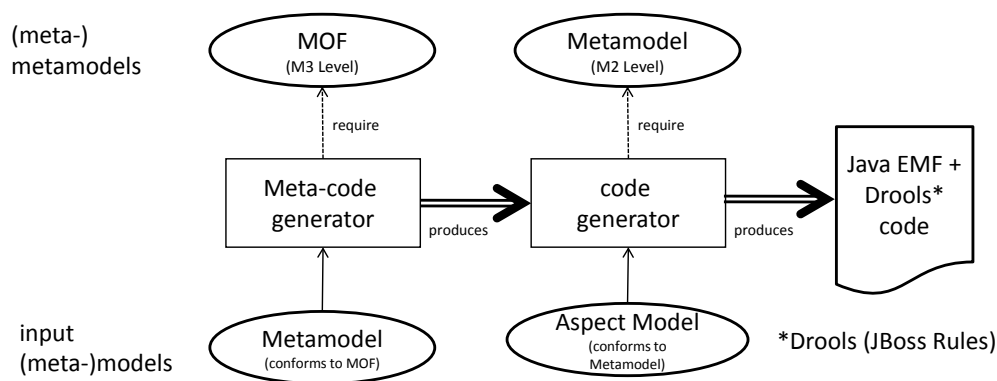 (meta-)
metamodels
MOF
(M3 Level)
Metamodel
(M2 Level)
require
require
Meta-code
generator
produces
code
generator
produces
Java EMF +
Drools*
code
input
(meta-)models
Metamodel
(conforms to MOF)
Aspect Model
(conforms to
Metamodel)
*Drools (JBoss Rules)